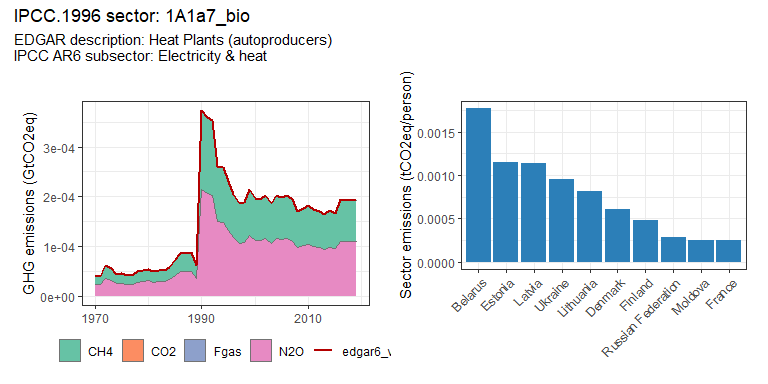 IPCC.1996 sector: 1A1a7_bio
EDGAR description: Heat Plants (autoproducers)
IPCC AR6 subsector: Electricity & heat
GHG emissions (GtCO2eq)
3e-04
2e-04
1e-04
0e+00
1970
1990
2010
CH4
CO2
Fgas
N2O
edgar6_v
Sector emissions (tCO2eq/person)
0.0015
0.0010
0.0005
0.0000
Belarus
Estonia
Latvia
Ukraine
Lithuania
Denmark
Finland
Russian Federation
Moldova
France